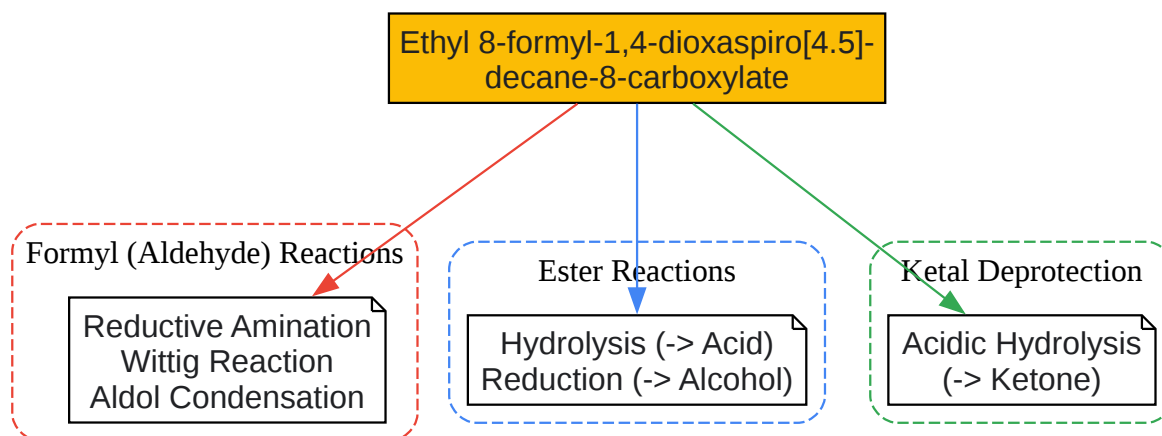 Ethyl 8-formyl-1,4-dioxaspiro[4.5]-
decane-8-carboxylate
Formyl (Aldehyde) Reactions
Reductive Amination
Wittig Reaction
Aldol Condensation
Ester Reactions
Hydrolysis (-> Acid)
Reduction (-> Alcohol)
Ketal Deprotection
Acidic Hydrolysis
(-> Ketone)